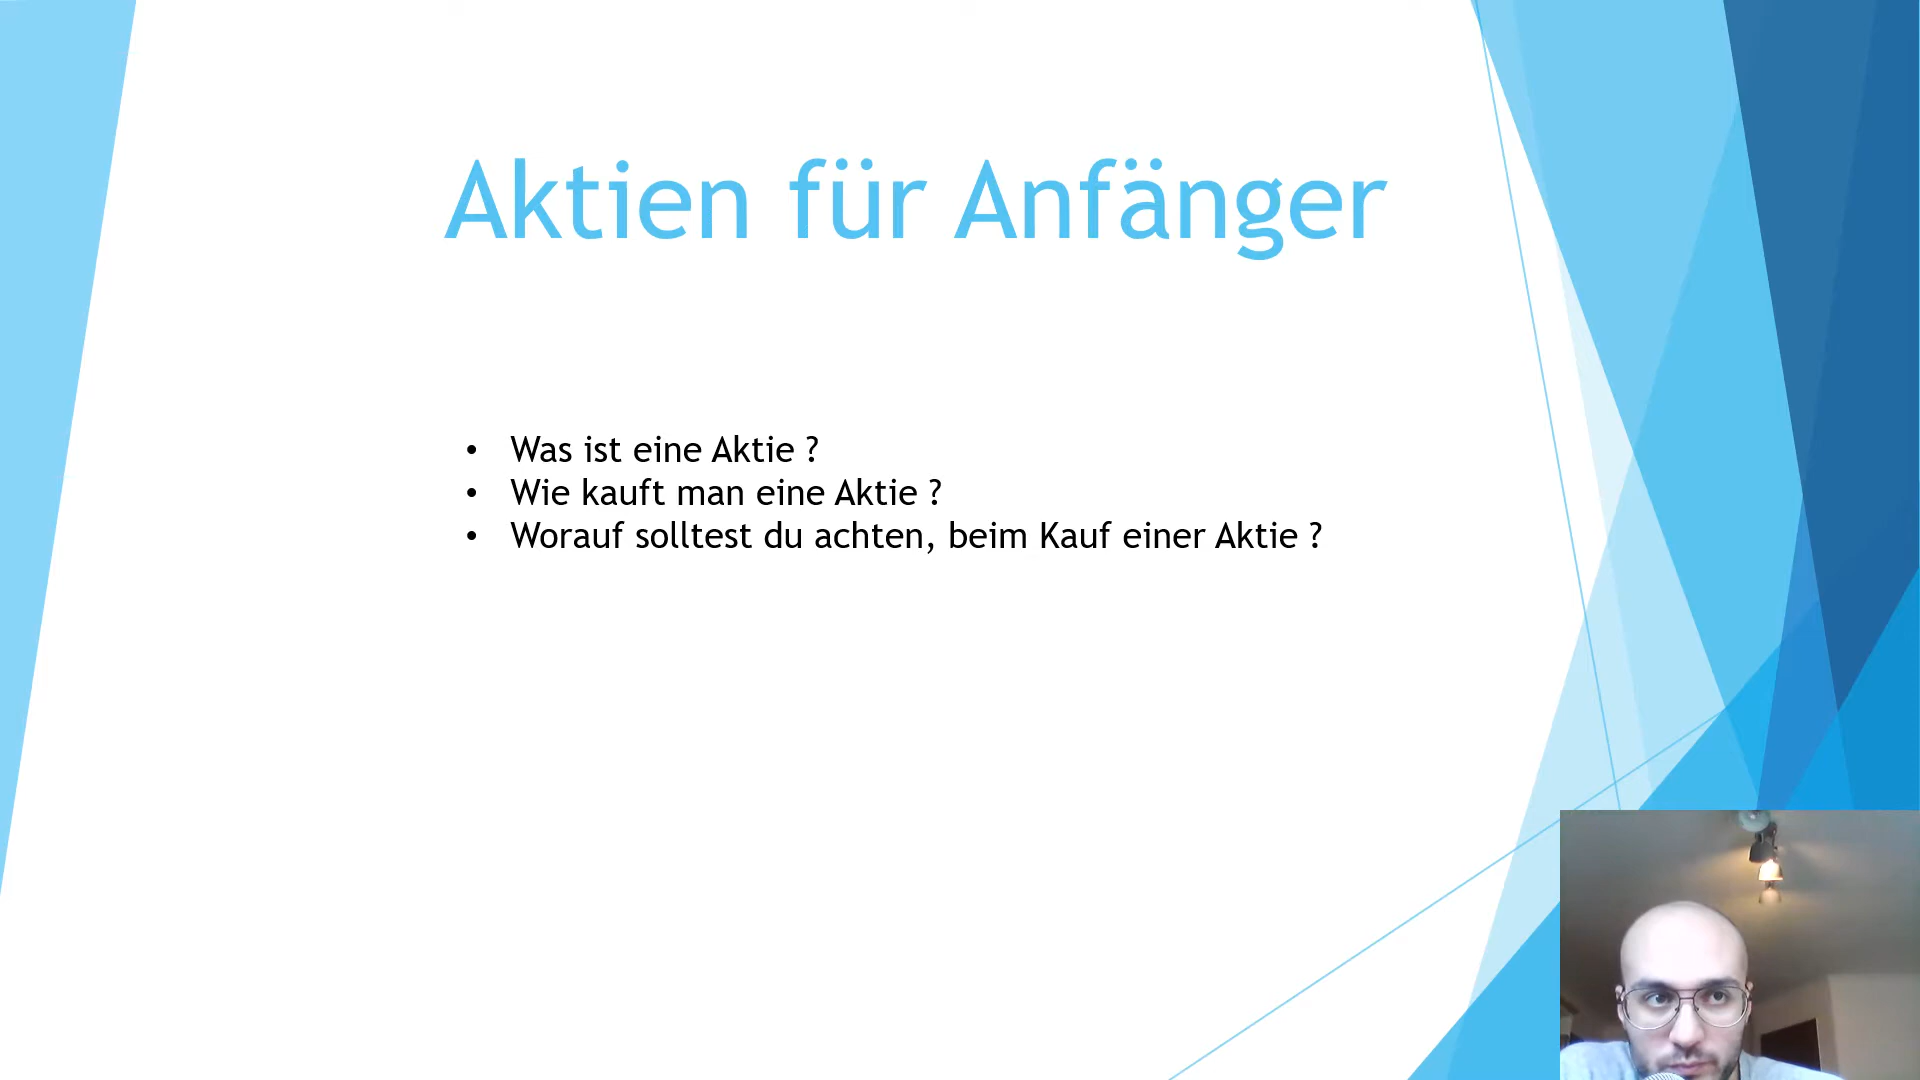 Aktien für Anfänger
• Was ist eine Aktie ?
• Wie kauft man eine Aktie ?
• Worauf solltest du achten, beim Kauf einer Aktie ?